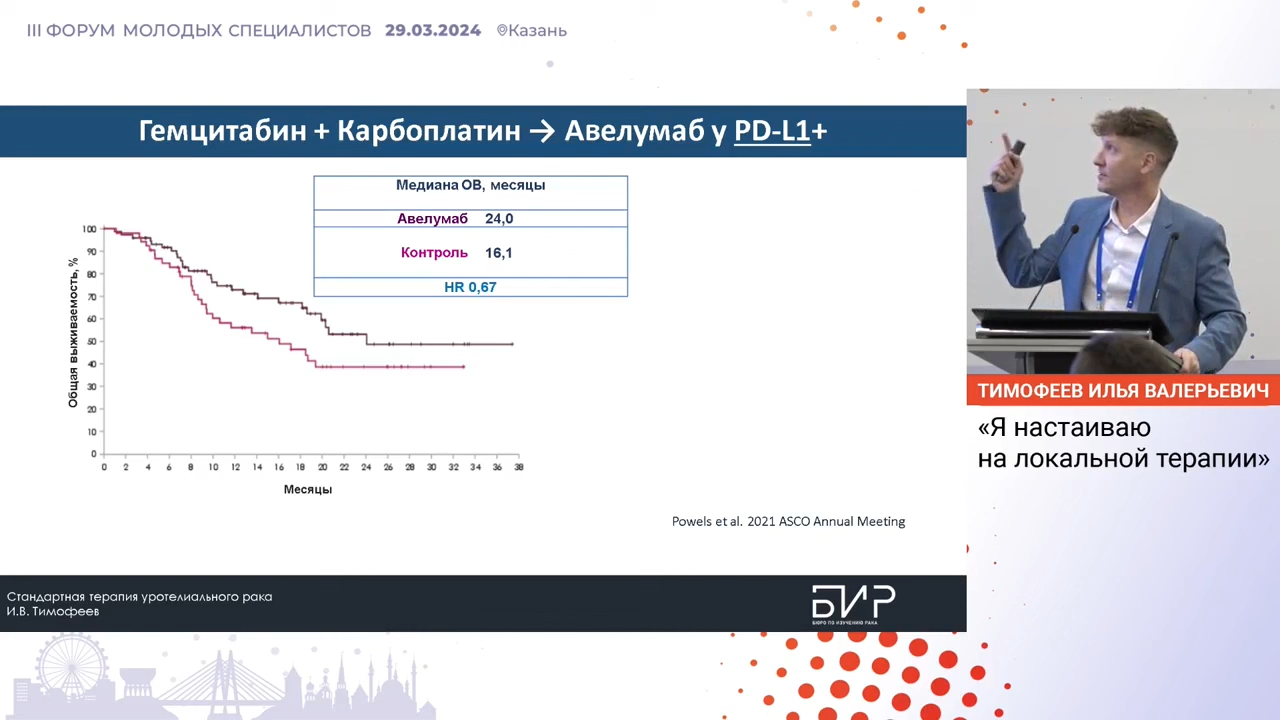 III ФОРУМ МОЛОДЫХ СПЕЦИАЛИСТОВ 29.03.2024 Казань
Гемцитабин + Карбоплатин → Авелумаб у PD-L1+
Медиана ОВ, месяцы
Авелумаб 24,0
Контроль 16,1
HR 0,67
Общая выживаемость, %
100
90
80
70
60
50
40
30
20
10
0
0 2 4 6 8 10 12 14 16 18 20 22 24 26 28 30 32 34 36 38
Месяцы
Powels et al. 2021 ASCO Annual Meeting
Стандартная терапия уротелиального рака
И.В. Тимофеев
БИР
БЮРО ПО ИЗУЧЕНИЮ РАКА
ТИМОФЕЕВ ИЛЬЯ ВАЛЕРЬЕВИЧ
«Я настаиваю
на локальной терапии»